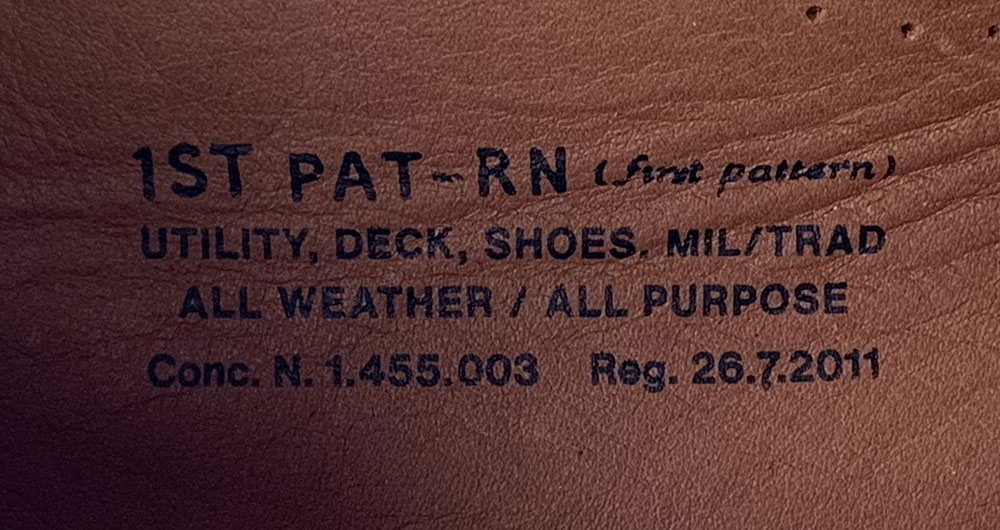 1ST PAT-RN (first pattern)
UTILITY, DECK, SHOES. MIL/TRAD
ALL WEATHER / ALL PURPOSE
Conc. N. 1.455.003 Reg. 26.7.2011